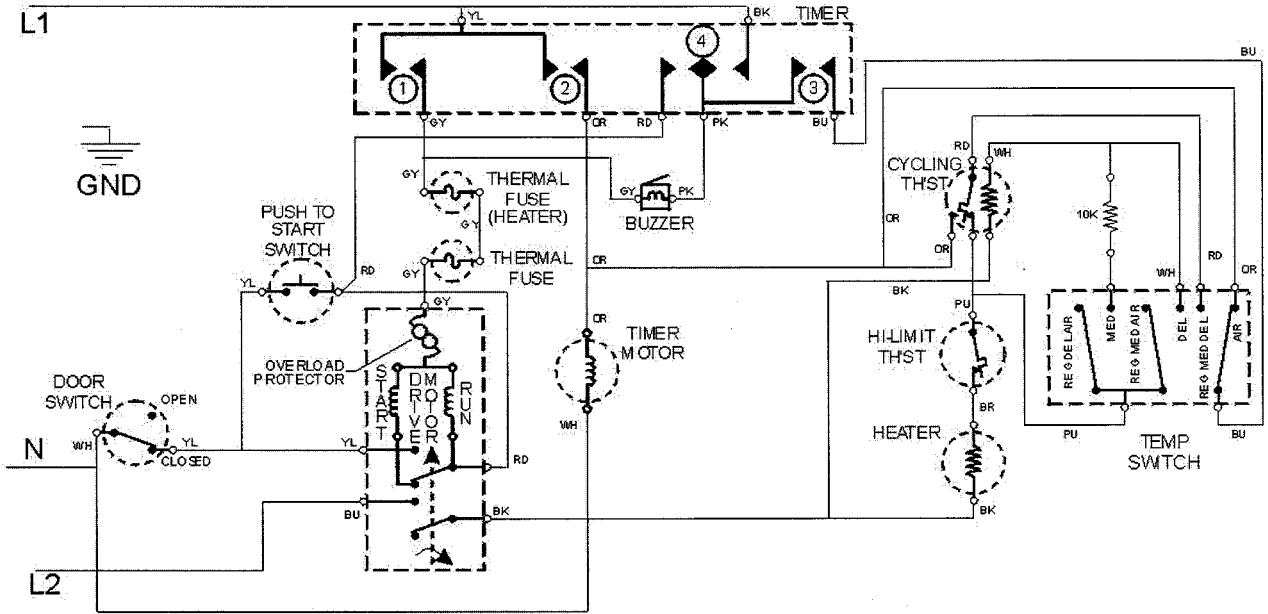 L1
YL
BK
TIMER
4
1
2
3
BU
GY
OR
RD
PK
BU
GND
RD
WH
CYCLING
TH'ST
GY
THERMAL
FUSE
(HEATER)
GY
PK
BUZZER
10K
OR
PUSH TO
START
SWITCH
GY
RD
GY
THERMAL
FUSE
OR
OR
RD
WH
OR
YL
BK
GY
PU
OR
TIMER
MOTOR
HI-LIMIT
TH'ST
REG DEL AIR
MED
REG MED AIR
DEL
REG MED DEL
AIR
OVERLOAD
PROTECTOR
START
DRIVE
MOTOR
RUN
DOOR
SWITCH
OPEN
BR
WH
YL
CLOSED
YL
WH
HEATER
PU
BU
TEMP
SWITCH
N
RD
BU
BK
BK
L2
WH